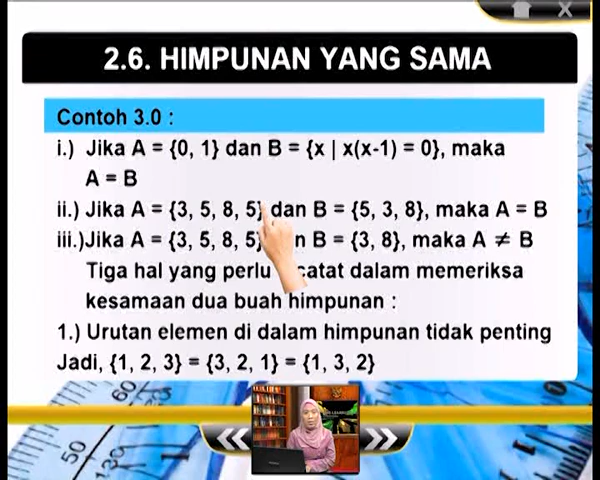 2.6. HIMPUNAN YANG SAMA
Contoh 3.0 :
i.) Jika A = {0, 1} dan B = {x | x(x-1) = 0}, maka
A = B
ii.) Jika A = {3, 5, 8, 5} dan B = {5, 3, 8}, maka A = B
iii.)Jika A = {3, 5, 8, 5} n B = {3, 8}, maka A ≠ B
Tiga hal yang perlu catat dalam memeriksa
kesamaan dua buah himpunan :
1.) Urutan elemen di dalam himpunan tidak penting
Jadi, {1, 2, 3} = {3, 2, 1} = {1, 3, 2}
60
50